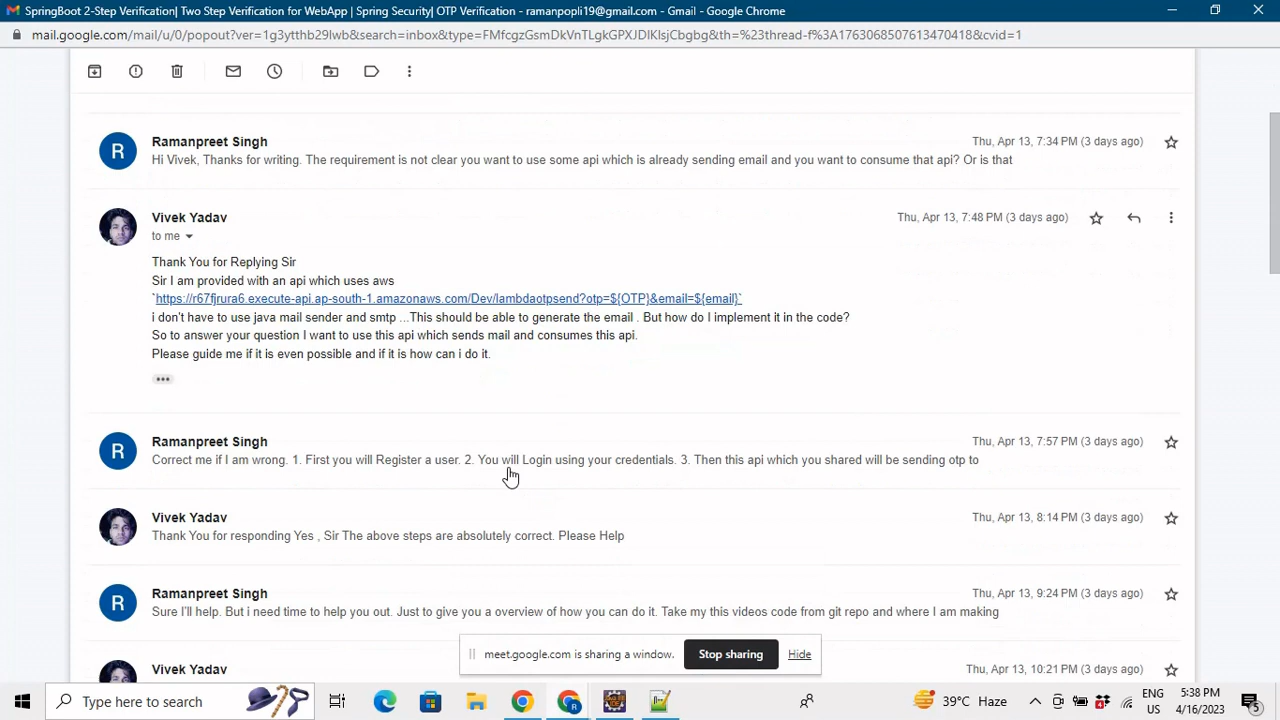 SpringBoot 2-Step Verification| Two Step Verification for WebApp | Spring Security| OTP Verification - ramanpopli19@gmail.com - Gmail - Google Chrome
mail.google.com/mail/u/0/popout?ver=1g3ytthb29lwb&search=inbox&type=FMfcgzGsmDkVnTLgkGPXJDlKlsjCbgbg&th=%23thread-f%3A1763068507613470418&cvid=1
Ramanpreet Singh
Thu, Apr 13, 7:34 PM (3 days ago)
Hi Vivek, Thanks for writing. The requirement is not clear you want to use some api which is already sending email and you want to consume that api? Or is that
Vivek Yadav
Thu, Apr 13, 7:48 PM (3 days ago)
to me
Thank You for Replying Sir
Sir I am provided with an api which uses aws
`https://r67fjrura6.execute-api.ap-south-1.amazonaws.com/Dev/lambdaotpsend?otp=${OTP}&email=${email}`
i don't have to use java mail sender and smtp ...This should be able to generate the email . But how do I implement it in the code?
So to answer your question I want to use this api which sends mail and consumes this api.
Please guide me if it is even possible and if it is how can i do it.
Ramanpreet Singh
Thu, Apr 13, 7:57 PM (3 days ago)
Correct me if I am wrong. 1. First you will Register a user. 2. You will Login using your credentials. 3. Then this api which you shared will be sending otp to
Vivek Yadav
Thu, Apr 13, 8:14 PM (3 days ago)
Thank You for responding Yes , Sir The above steps are absolutely correct. Please Help
Ramanpreet Singh
Thu, Apr 13, 9:24 PM (3 days ago)
Sure I'll help. But i need time to help you out. Just to give you a overview of how you can do it. Take my this videos code from git repo and where I am making
meet.google.com is sharing a window. Stop sharing Hide
Vivek Yadav
Thu, Apr 13, 10:21 PM (3 days ago)
Type here to search
39°C Haze
ENG
US
5:38 PM
4/16/2023
5